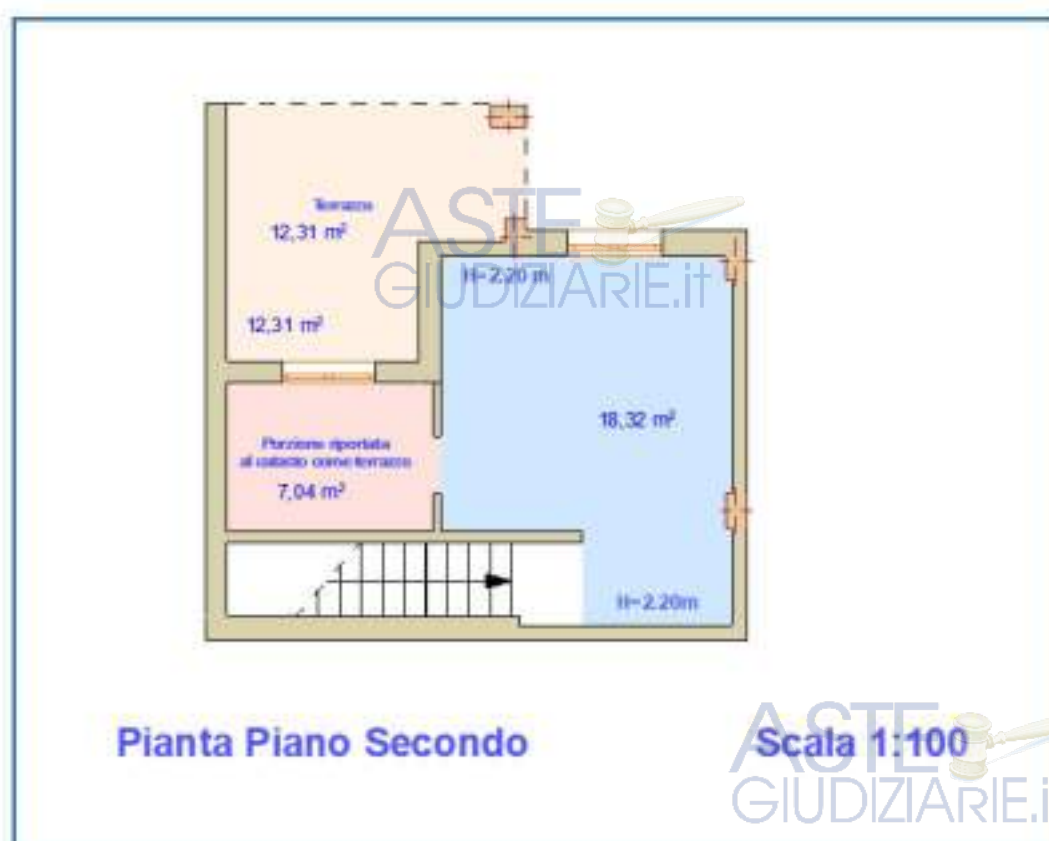 Terrazzo
12,31 m²
ASTE
GIUDIZIARIE.it
H=2,20 m
12,31 m²
18,32 m²
Porzione riportata
al catasto come terrazzo
7,04 m²
H=2.20m
Pianta Piano Secondo
Scala 1:100
ASTE
GIUDIZIARIE.i